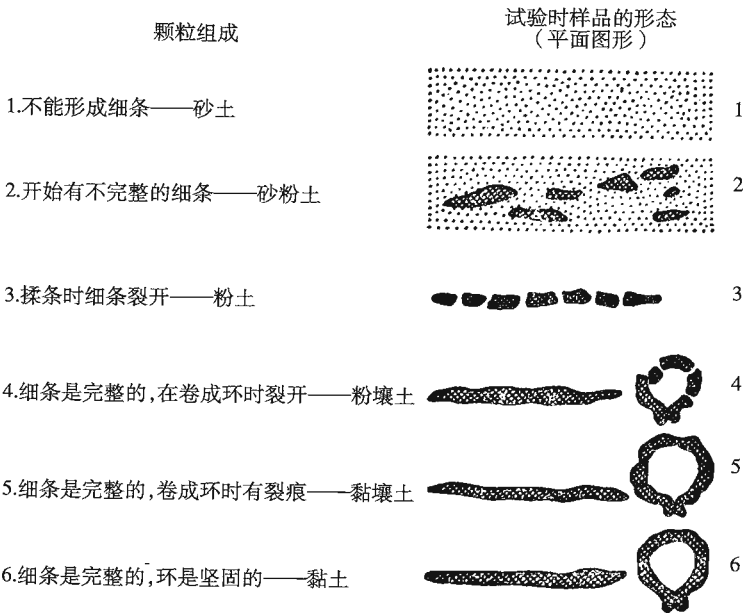 颗粒组成
试验时样品的形态
(平面图形)
1.不能形成细条——砂土
1
2.开始有不完整的细条——砂粉土
2
3.揉条时细条裂开——粉土
3
4.细条是完整的,在卷成环时裂开——粉壤土
4
5.细条是完整的,卷成环时有裂痕——黏壤土
5
6.细条是完整的,环是坚固的——黏土
6